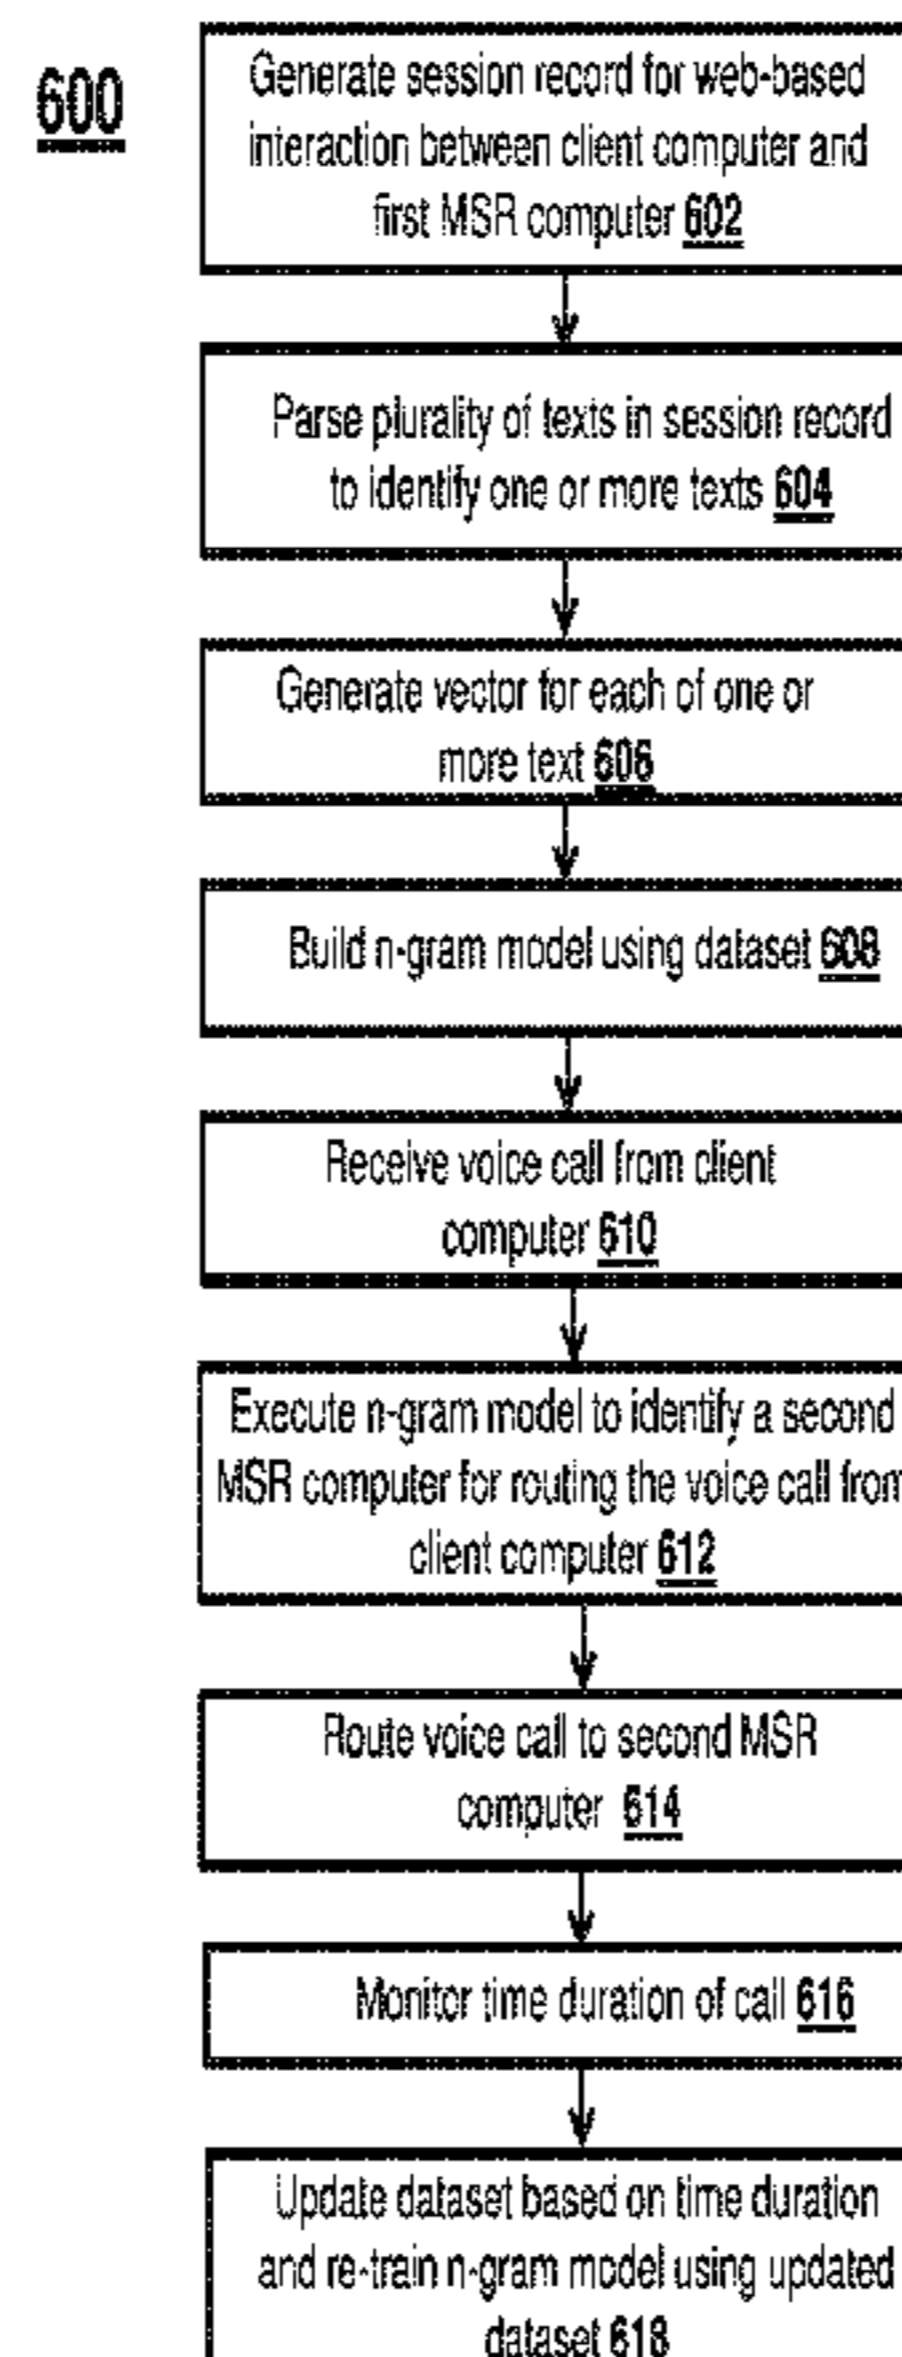 600
Generate session record for web-based
interaction between client computer and
first MSR computer 602
Parse plurality of texts in session record
to identify one or more texts 604
Generate vector for each of one or
more text 606
Build n-gram model using dataset 608
Receive voice call from client
computer 610
Execute n-gram model to identify a second
MSR computer for routing the voice call from
client computer 612
Route voice call to second MSR
computer 614
Monitor time duration of call 616
Update dataset based on time duration
and re-train n-gram model using updated
dataset 618